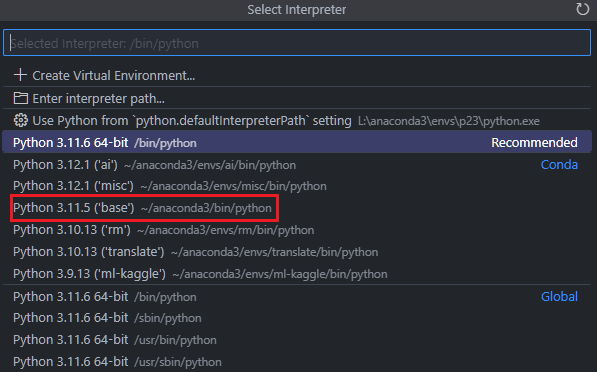 Select Interpreter
Selected Interpreter: /bin/python
Create Virtual Environment...
Enter interpreter path...
Use Python from `python.defaultInterpreterPath` setting L:\anaconda3\envs\p23\python.exe
Python 3.11.6 64-bit /bin/python Recommended
Python 3.12.1 ('ai') ~/anaconda3/envs/ai/bin/python Conda
Python 3.12.1 ('misc') ~/anaconda3/envs/misc/bin/python
Python 3.11.5 ('base') ~/anaconda3/bin/python
Python 3.10.13 ('rm') ~/anaconda3/envs/rm/bin/python
Python 3.10.13 ('translate') ~/anaconda3/envs/translate/bin/python
Python 3.9.13 ('ml-kaggle') ~/anaconda3/envs/ml-kaggle/bin/python
Python 3.11.6 64-bit /bin/python Global
Python 3.11.6 64-bit /sbin/python
Python 3.11.6 64-bit /usr/bin/python
Python 3.11.6 64-bit /usr/sbin/python